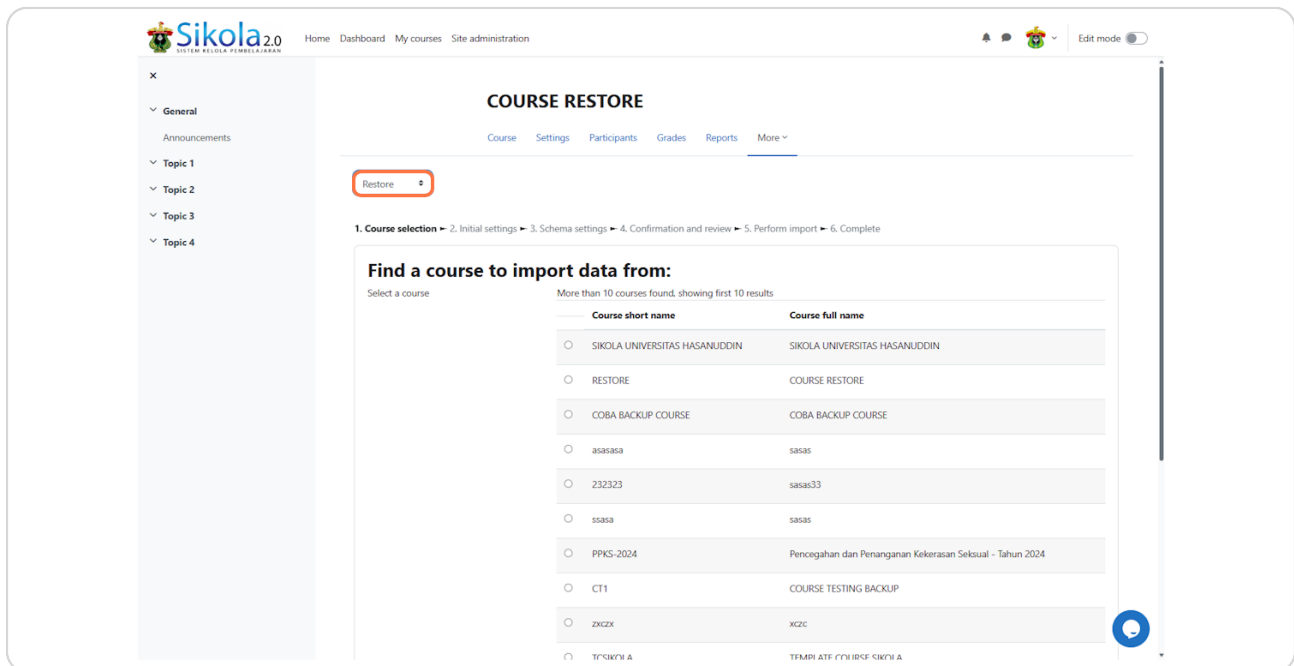 Sikola 2.0
SISTEM KELOLA PEMBELAJARAN
Home Dashboard My courses Site administration
Edit mode
×
General
Announcements
Topic 1
Topic 2
Topic 3
Topic 4
COURSE RESTORE
Course Settings Participants Grades Reports More
Restore
1. Course selection ► 2. Initial settings ► 3. Schema settings ► 4. Confirmation and review ► 5. Perform import ► 6. Complete
Find a course to import data from:
Select a course
More than 10 courses found, showing first 10 results
Course short name Course full name
SIKOLA UNIVERSITAS HASANUDDIN SIKOLA UNIVERSITAS HASANUDDIN
RESTORE COURSE RESTORE
COBA BACKUP COURSE COBA BACKUP COURSE
asasasa sasas
232323 sasas33
ssasa sasas
PPKS-2024 Pencegahan dan Penanganan Kekerasan Seksual - Tahun 2024
CT1 COURSE TESTING BACKUP
zxczx xczc
TCSIKOLA TEMPLATE COURSE SIKOLA